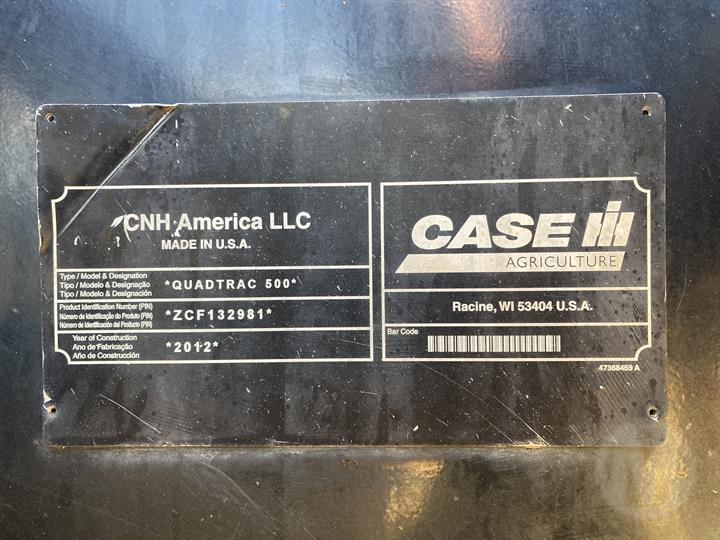 CNH America LLC
MADE IN U.S.A.
Type / Model & Designation
Tipo / Modelo & Designação
Tipo / Modelo & Designación
*QUADTRAC 500*
Product Identification Number (PIN)
Número de Identificação do Produto (PIN)
Número de Identificación del Producto (PIN)
*ZCF132981*
Year of Construction
Ano de Fabricação
Año de Construcción
*2012*
CASE IH
AGRICULTURE
Racine, WI 53404 U.S.A.
Bar Code
47368459 A